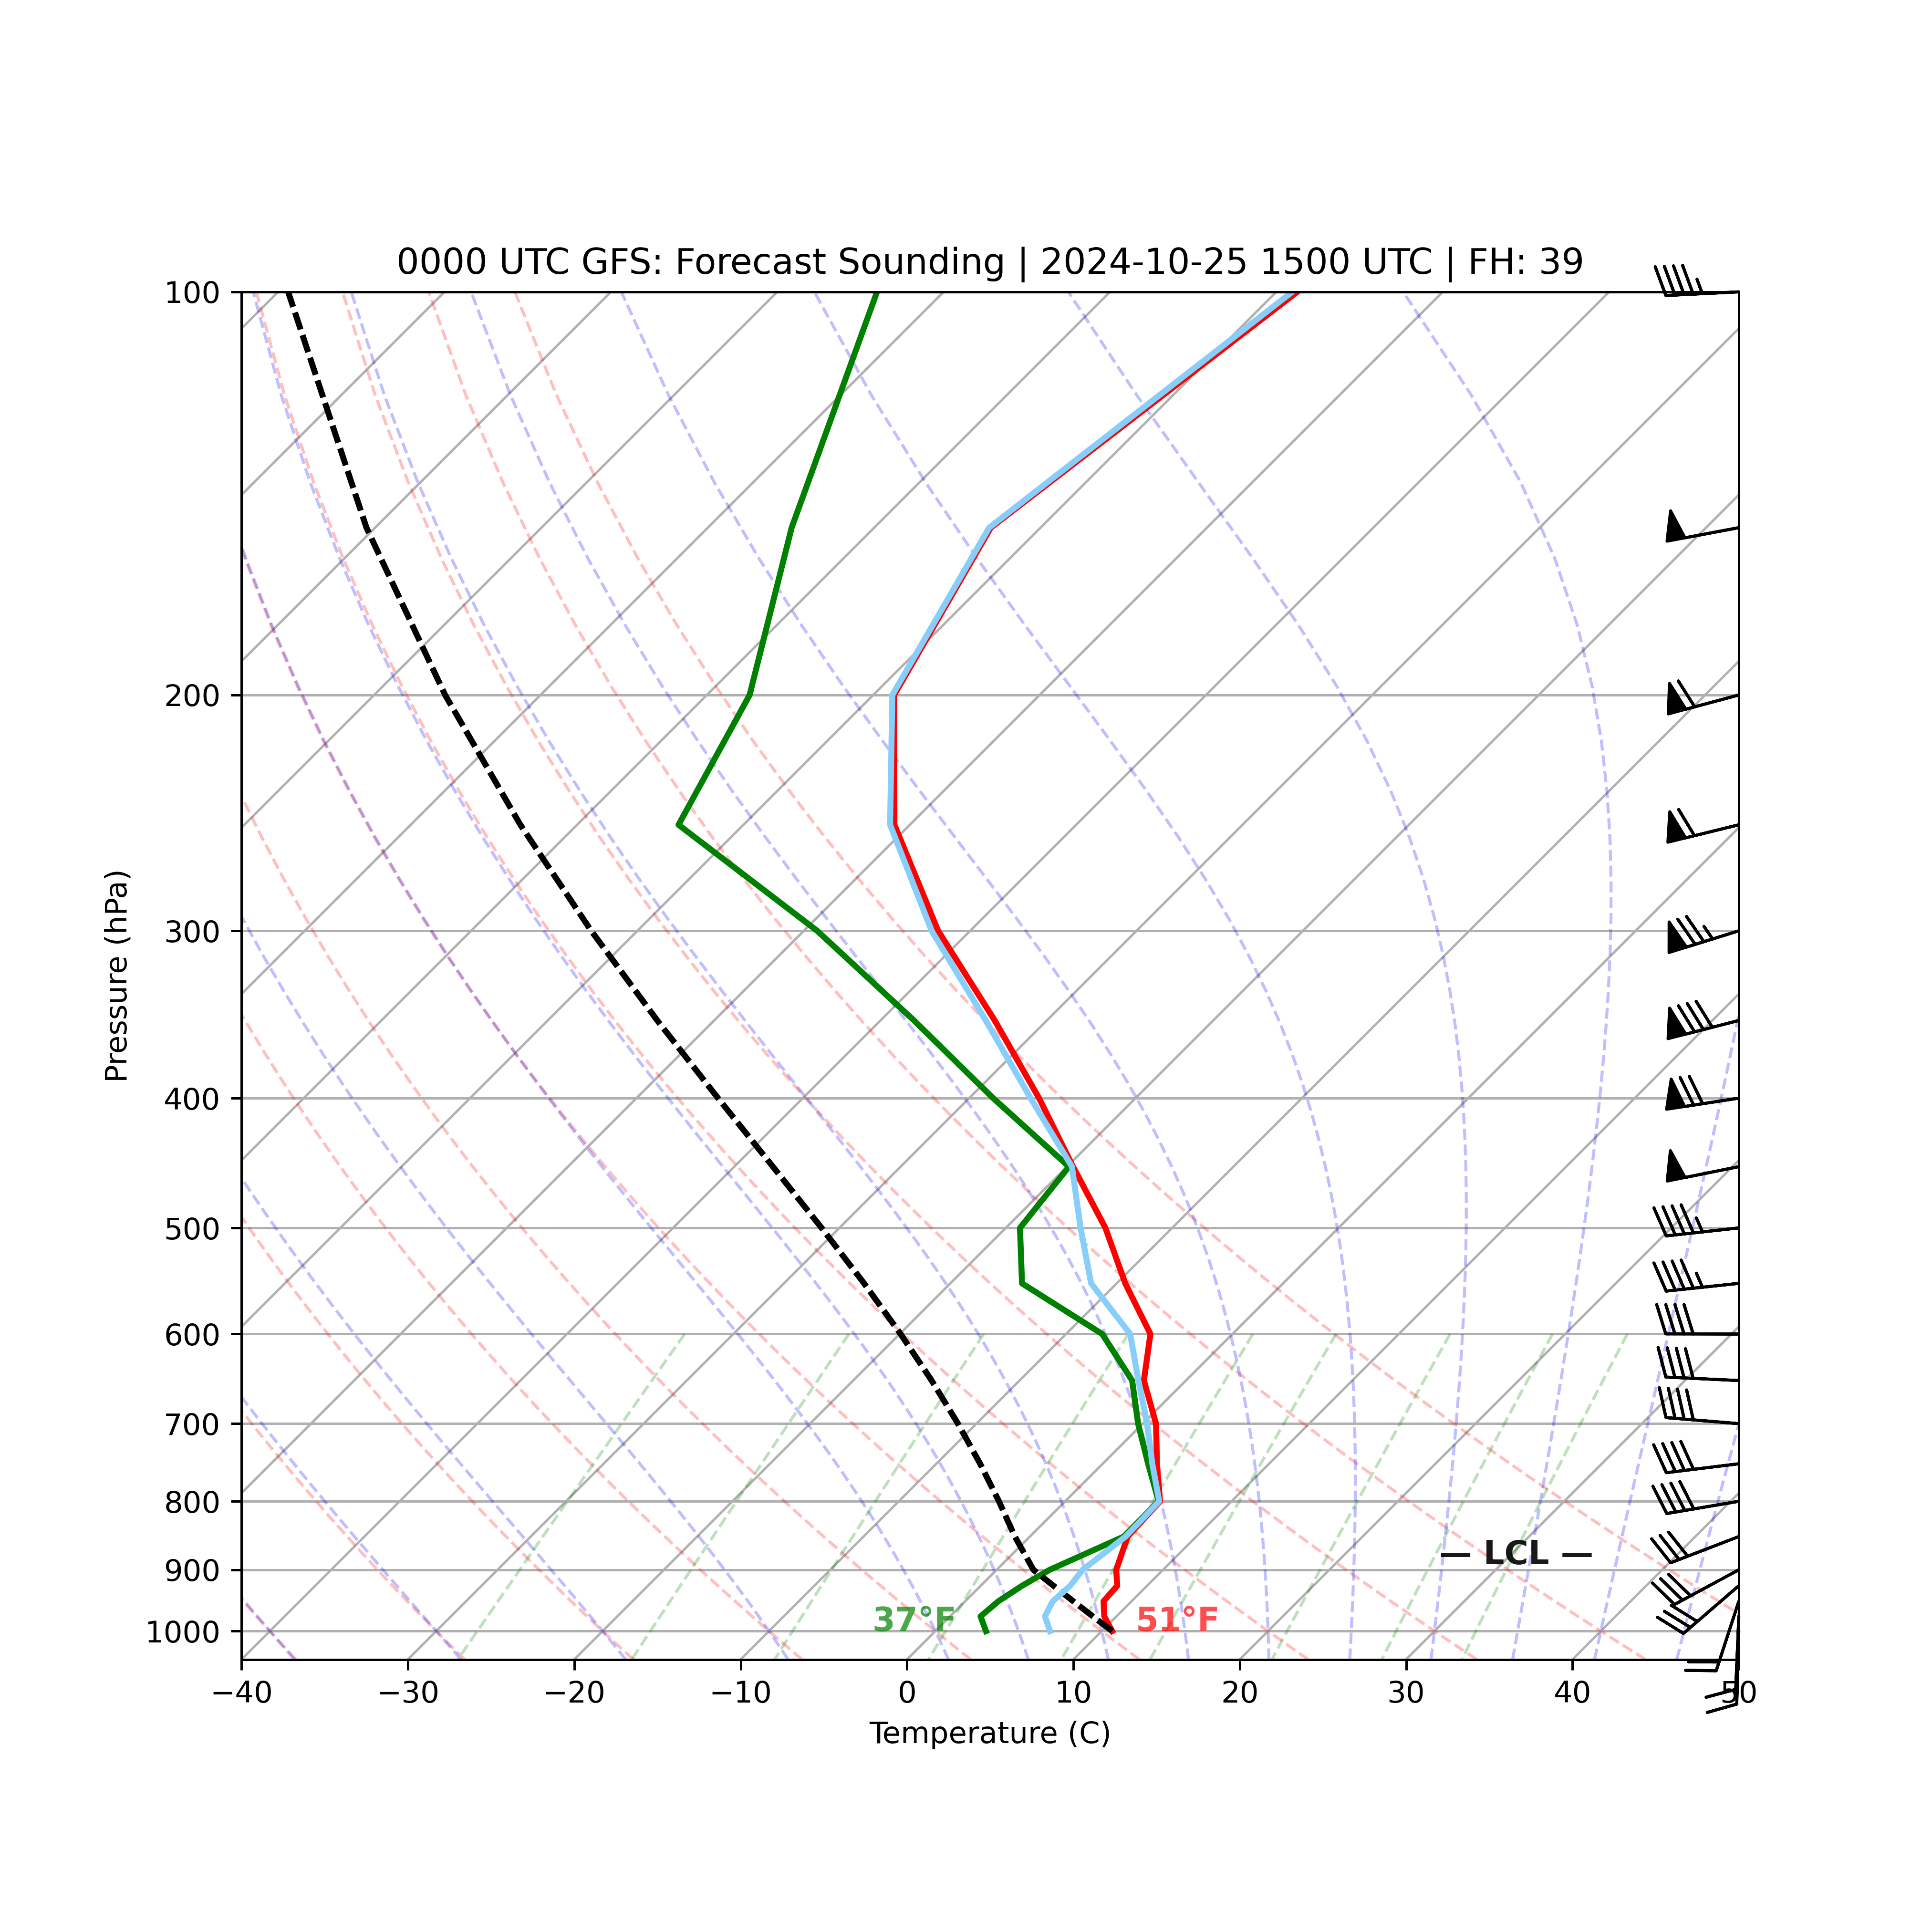 0000 UTC GFS: Forecast Sounding | 2024-10-25 1500 UTC | FH: 39
100
200
300
400
500
600
700
800
900
1000
Pressure (hPa)
— LCL —
37°F
51°F
−40 −30 −20 −10 0 10 20 30 40 50
Temperature (C)